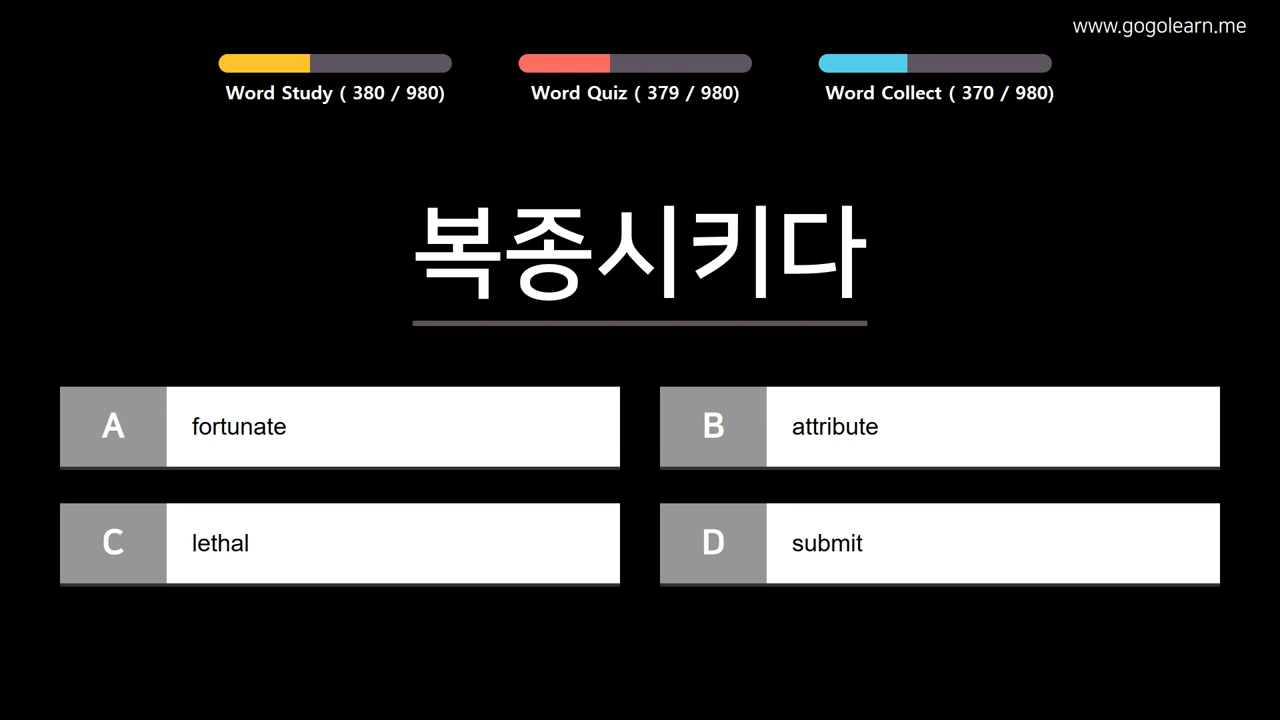 www.gogolearn.me
Word Study ( 380 / 980)
Word Quiz ( 379 / 980)
Word Collect ( 370 / 980)
복종시키다
A fortunate
B attribute
C lethal
D submit